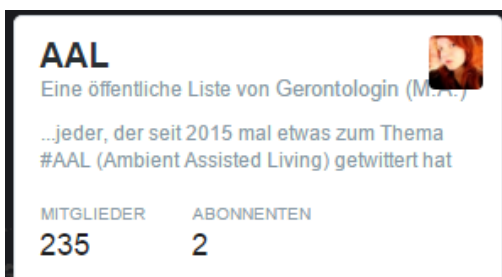 AAL
Eine öffentliche Liste von Gerontologin (M.A.)
...jeder, der seit 2015 mal etwas zum Thema
#AAL (Ambient Assisted Living) getwittert hat
MITGLIEDER ABONNENTEN
235 2